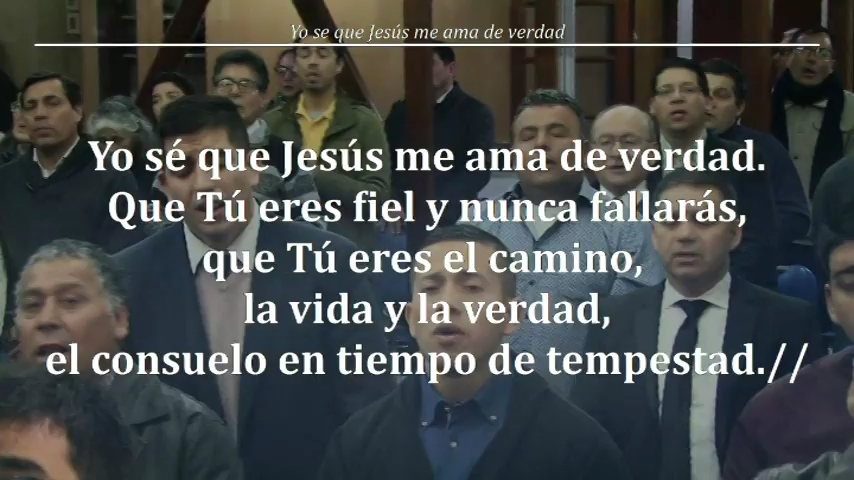 Yo se que Jesús me ama de verdad
Yo sé que Jesús me ama de verdad.
Que Tú eres fiel y nunca fallarás,
que Tú eres el camino,
la vida y la verdad,
el consuelo en tiempo de tempestad.//